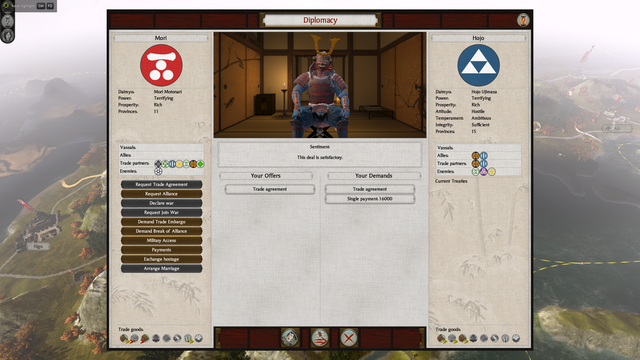 Diplomacy
Mori
Daimyo: Mori Motonari
Power: Terrifying
Prosperity: Rich
Provinces: 11
Vassals:
Allies:
Trade partners:
Enemies:
Request Trade Agreement
Request Alliance
Declare war
Request Join War
Demand Trade Embargo
Demand Break of Alliance
Military Access
Payments
Exchange hostage
Arrange Marriage
Trade goods:
Sentiment
This deal is satisfactory.
Your Offers
Trade agreement
Your Demands
Trade agreement
Single payment 16000
Hojo
Daimyo: Hojo Ujimasa
Power: Terrifying
Prosperity: Rich
Attitude: Hostile
Temperament: Ambitious
Integrity: Sufficient
Provinces: 15
Vassals:
Allies:
Trade partners:
Enemies:
Current Treaties
Trade goods: